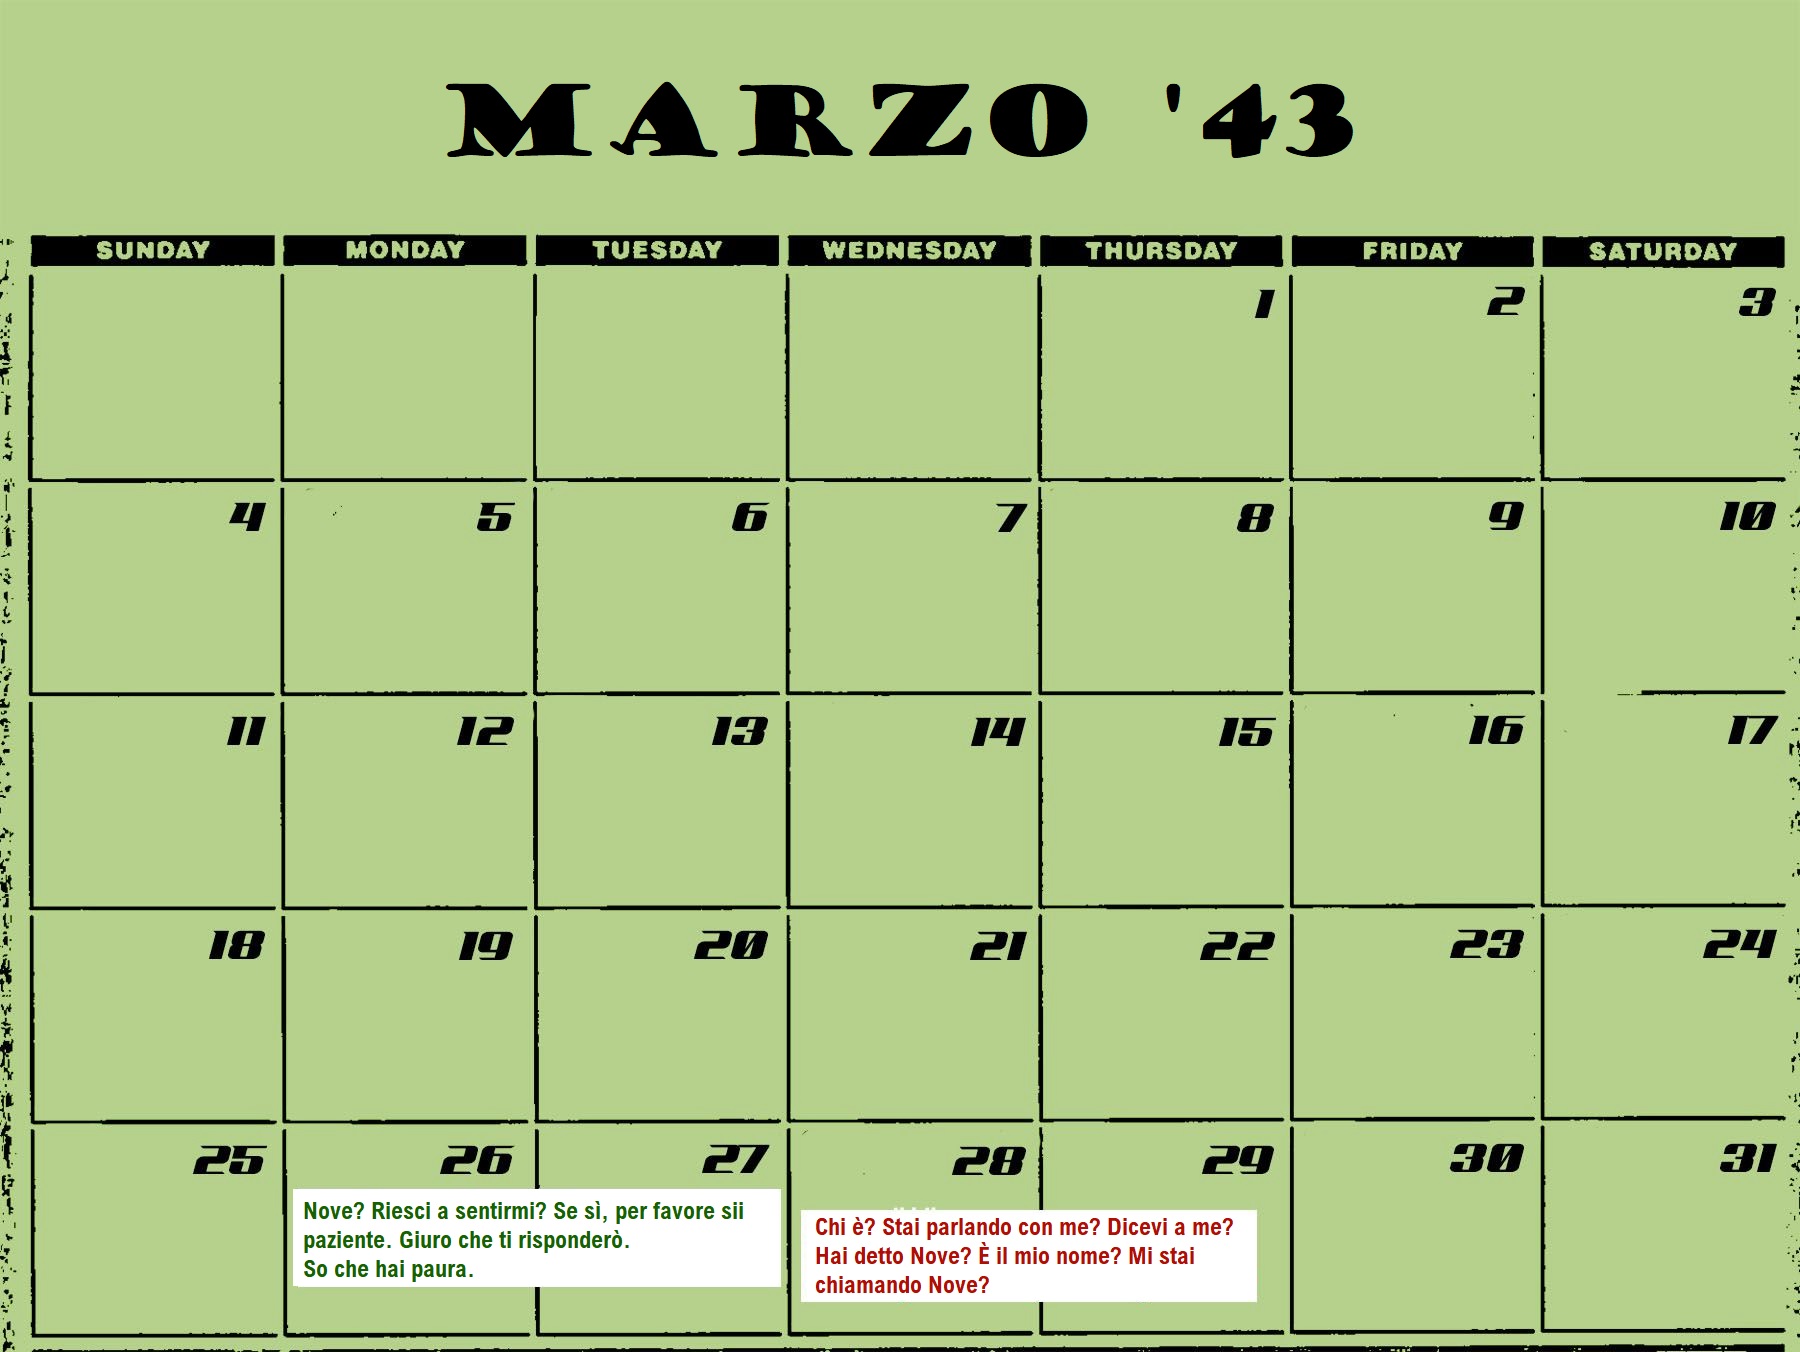 MARZO '43
SUNDAY MONDAY TUESDAY WEDNESDAY THURSDAY FRIDAY SATURDAY
1 2 3
4 5 6 7 8 9 10
11 12 13 14 15 16 17
18 19 20 21 22 23 24
25 26 27 28 29 30 31
Nove? Riesci a sentirmi? Se sì, per favore sii
paziente. Giuro che ti risponderò.
So che hai paura.
Chi è? Stai parlando con me? Dicevi a me?
Hai detto Nove? È il mio nome? Mi stai
chiamando Nove?